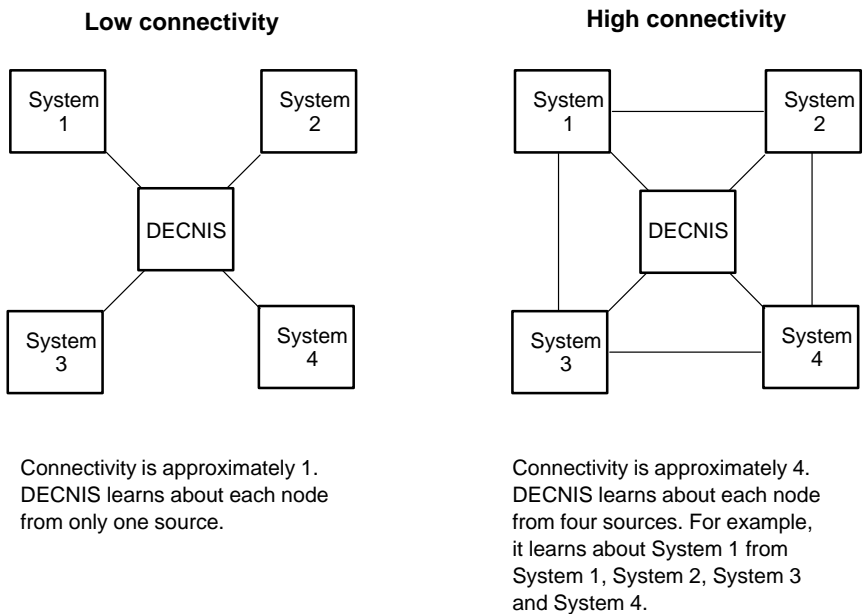 Low connectivity
System
1
System
2
DECNIS
System
3
System
4
Connectivity is approximately 1.
DECNIS learns about each node
from only one source.
High connectivity
System
1
System
2
DECNIS
System
3
System
4
Connectivity is approximately 4.
DECNIS learns about each node
from four sources. For example,
it learns about System 1 from
System 1, System 2, System 3
and System 4.